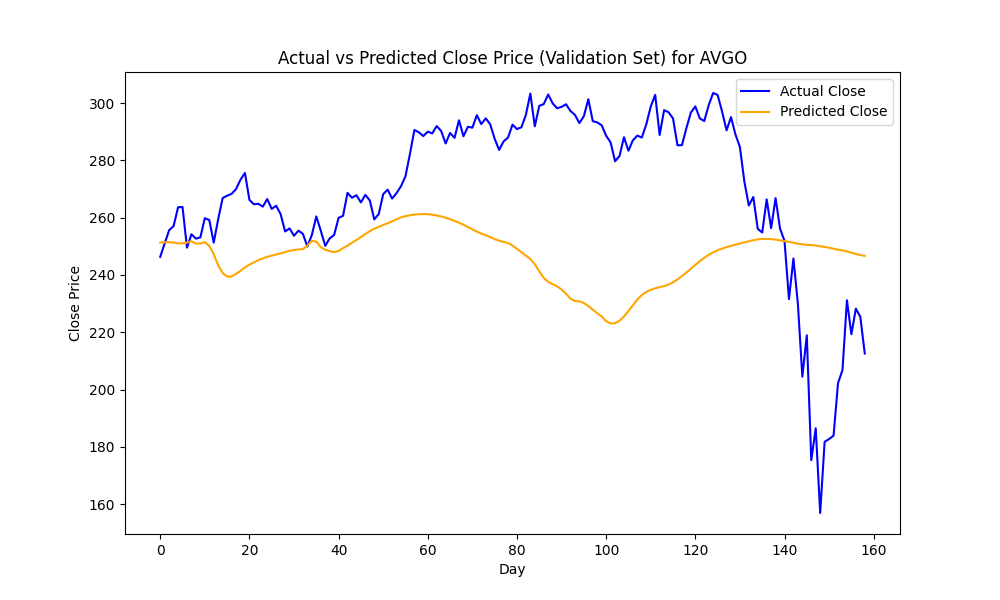 Actual vs Predicted Close Price (Validation Set) for AVGO
Actual Close
Predicted Close
Close Price
300
280
260
240
220
200
180
160
0 20 40 60 80 100 120 140 160
Day